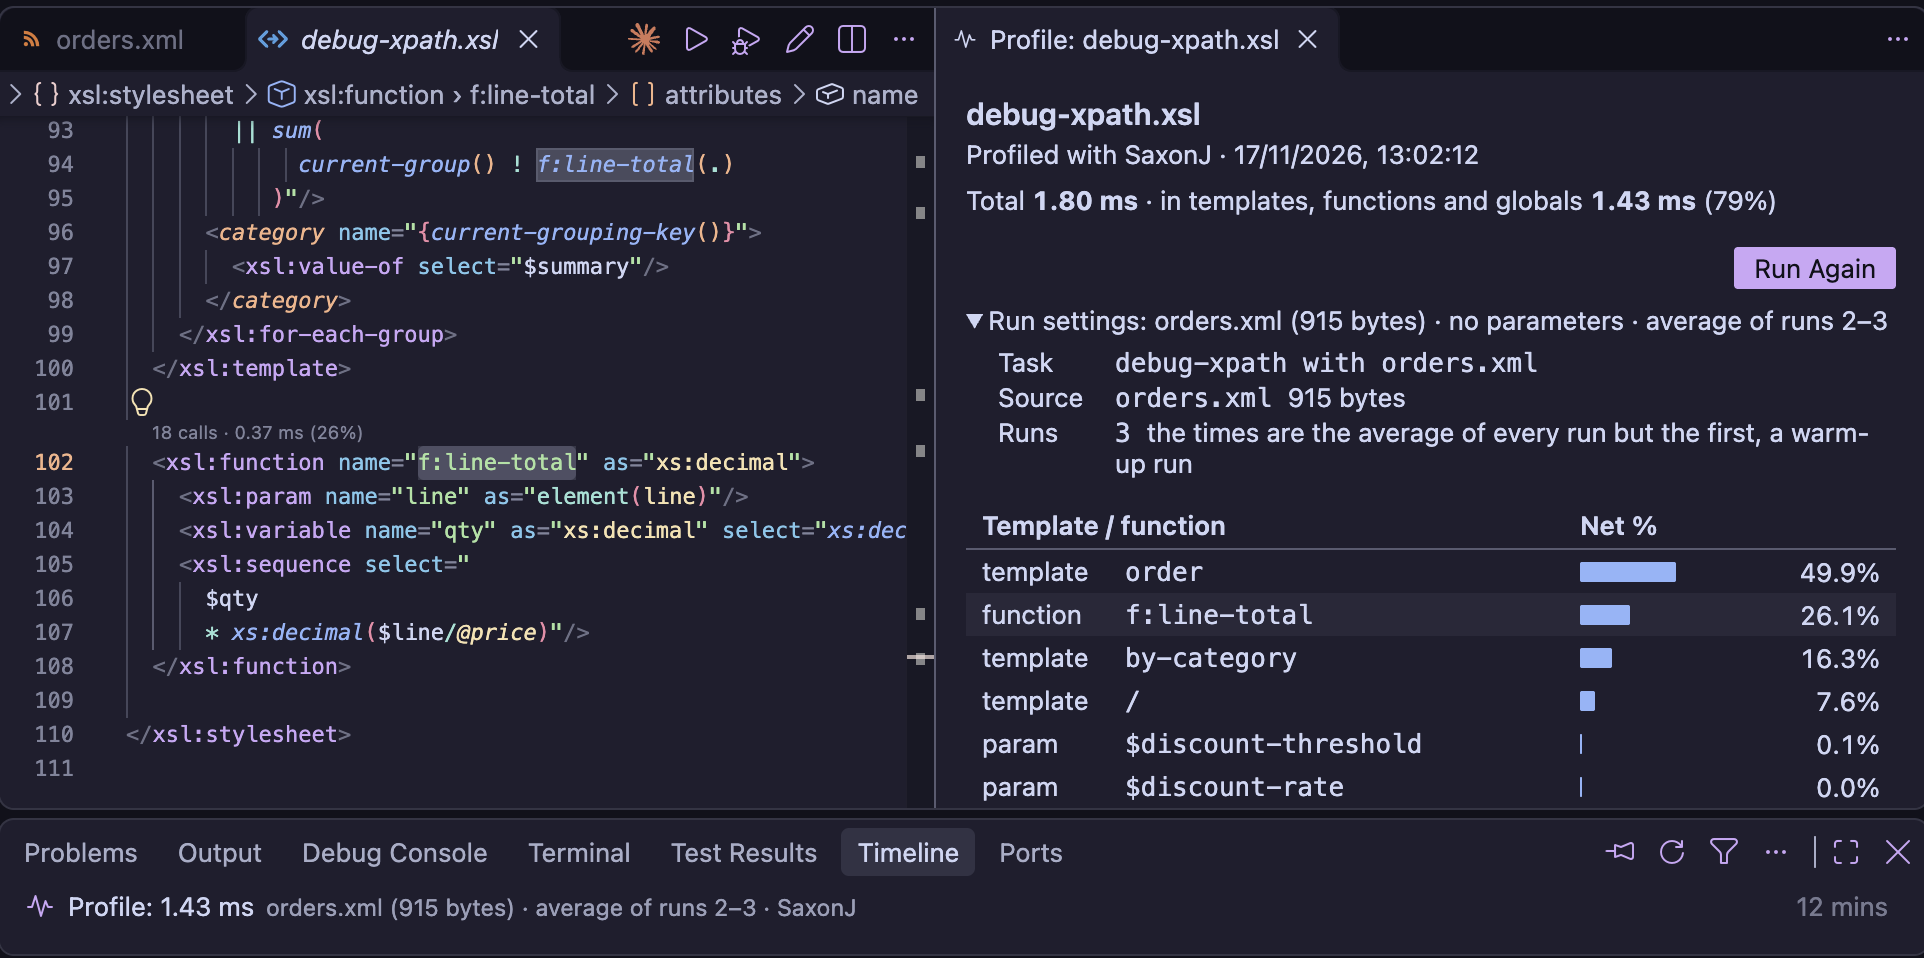 orders.xml
debug-xpath.xsl
xsl:stylesheet > xsl:function › f:line-total > [ ] attributes > name
93 || sum(
94 current-group() ! f:line-total(.)
95 )"/>
96 <category name="{current-grouping-key()}">
97 <xsl:value-of select="$summary"/>
98 </category>
99 </xsl:for-each-group>
100 </xsl:template>
101
18 calls · 0.37 ms (26%)
102 <xsl:function name="f:line-total" as="xs:decimal">
103 <xsl:param name="line" as="element(line)"/>
104 <xsl:variable name="qty" as="xs:decimal" select="xs:dec
105 <xsl:sequence select="
106 $qty
107 * xs:decimal($line/@price)"/>
108 </xsl:function>
109
110 </xsl:stylesheet>
111
Profile: debug-xpath.xsl
debug-xpath.xsl
Profiled with SaxonJ · 17/11/2026, 13:02:12
Total 1.80 ms · in templates, functions and globals 1.43 ms (79%)
Run Again
Run settings: orders.xml (915 bytes) · no parameters · average of runs 2–3
Task debug-xpath with orders.xml
Source orders.xml 915 bytes
Runs 3 the times are the average of every run but the first, a warm-
up run
Template / function Net %
template order 49.9%
function f:line-total 26.1%
template by-category 16.3%
template / 7.6%
param $discount-threshold 0.1%
param $discount-rate 0.0%
Problems Output Debug Console Terminal Test Results Timeline Ports
Profile: 1.43 ms orders.xml (915 bytes) · average of runs 2–3 · SaxonJ 12 mins